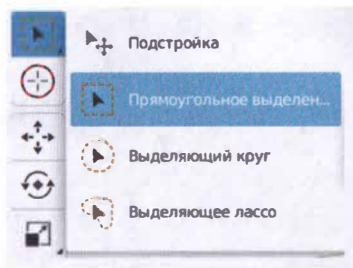 Подстройка
Прямоугольное выделен...
Выделяющий круг
Выделяющее лассо